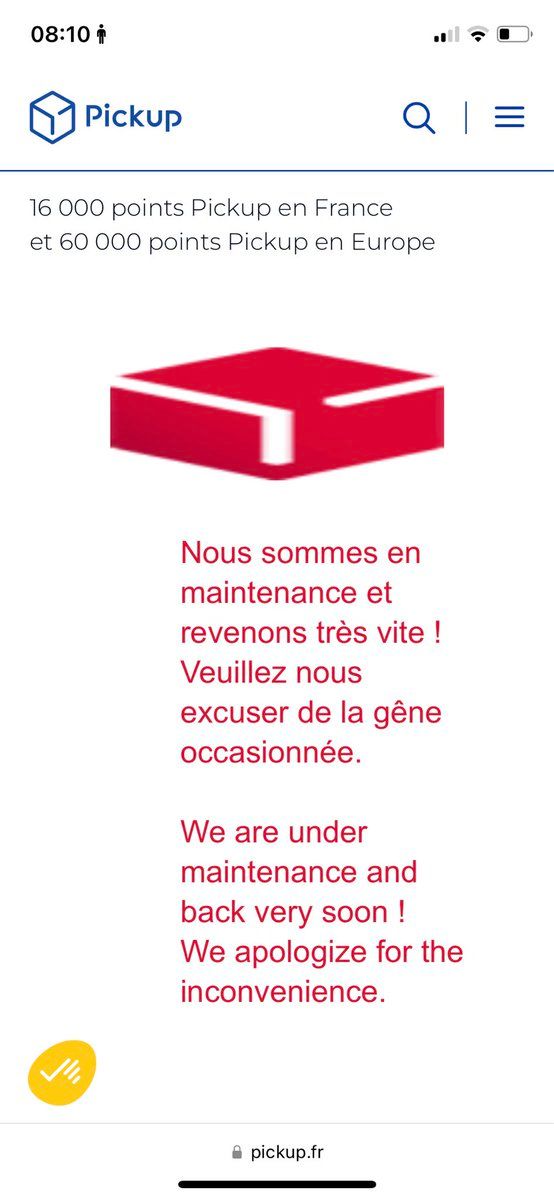 08:10
Pickup
16 000 points Pickup en France
et 60 000 points Pickup en Europe
Nous sommes en
maintenance et
revenons très vite !
Veuillez nous
excuser de la gêne
occasionnée.
We are under
maintenance and
back very soon !
We apologize for the
inconvenience.
pickup.fr